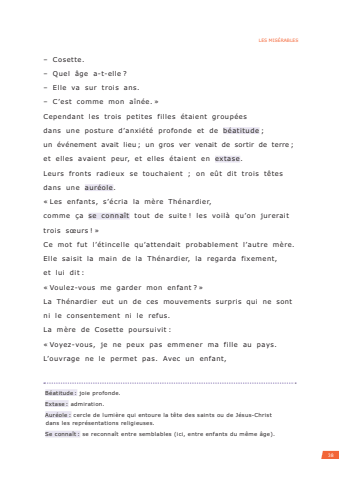 LES MISÉRABLES
– Cosette.
– Quel âge a-t-elle ?
– Elle va sur trois ans.
– C'est comme mon aînée. »
Cependant les trois petites filles étaient groupées
dans une posture d'anxiété profonde et de béatitude ;
un événement avait lieu ; un gros ver venait de sortir de terre ;
et elles avaient peur, et elles étaient en extase.
Leurs fronts radieux se touchaient ; on eût dit trois têtes
dans une auréole.
« Les enfants, s'écria la mère Thénardier,
comme ça se connaît tout de suite ! les voilà qu'on jurerait
trois sœurs ! »
Ce mot fut l'étincelle qu'attendait probablement l'autre mère.
Elle saisit la main de la Thénardier, la regarda fixement,
et lui dit :
« Voulez-vous me garder mon enfant ? »
La Thénardier eut un de ces mouvements surpris qui ne sont
ni le consentement ni le refus.
La mère de Cosette poursuivit :
« Voyez-vous, je ne peux pas emmener ma fille au pays.
L'ouvrage ne le permet pas. Avec un enfant,
Béatitude : joie profonde.
Extase : admiration.
Auréole : cercle de lumière qui entoure la tête des saints ou de Jésus-Christ
dans les représentations religieuses.
Se connaît : se reconnaît entre semblables (ici, entre enfants du même âge).